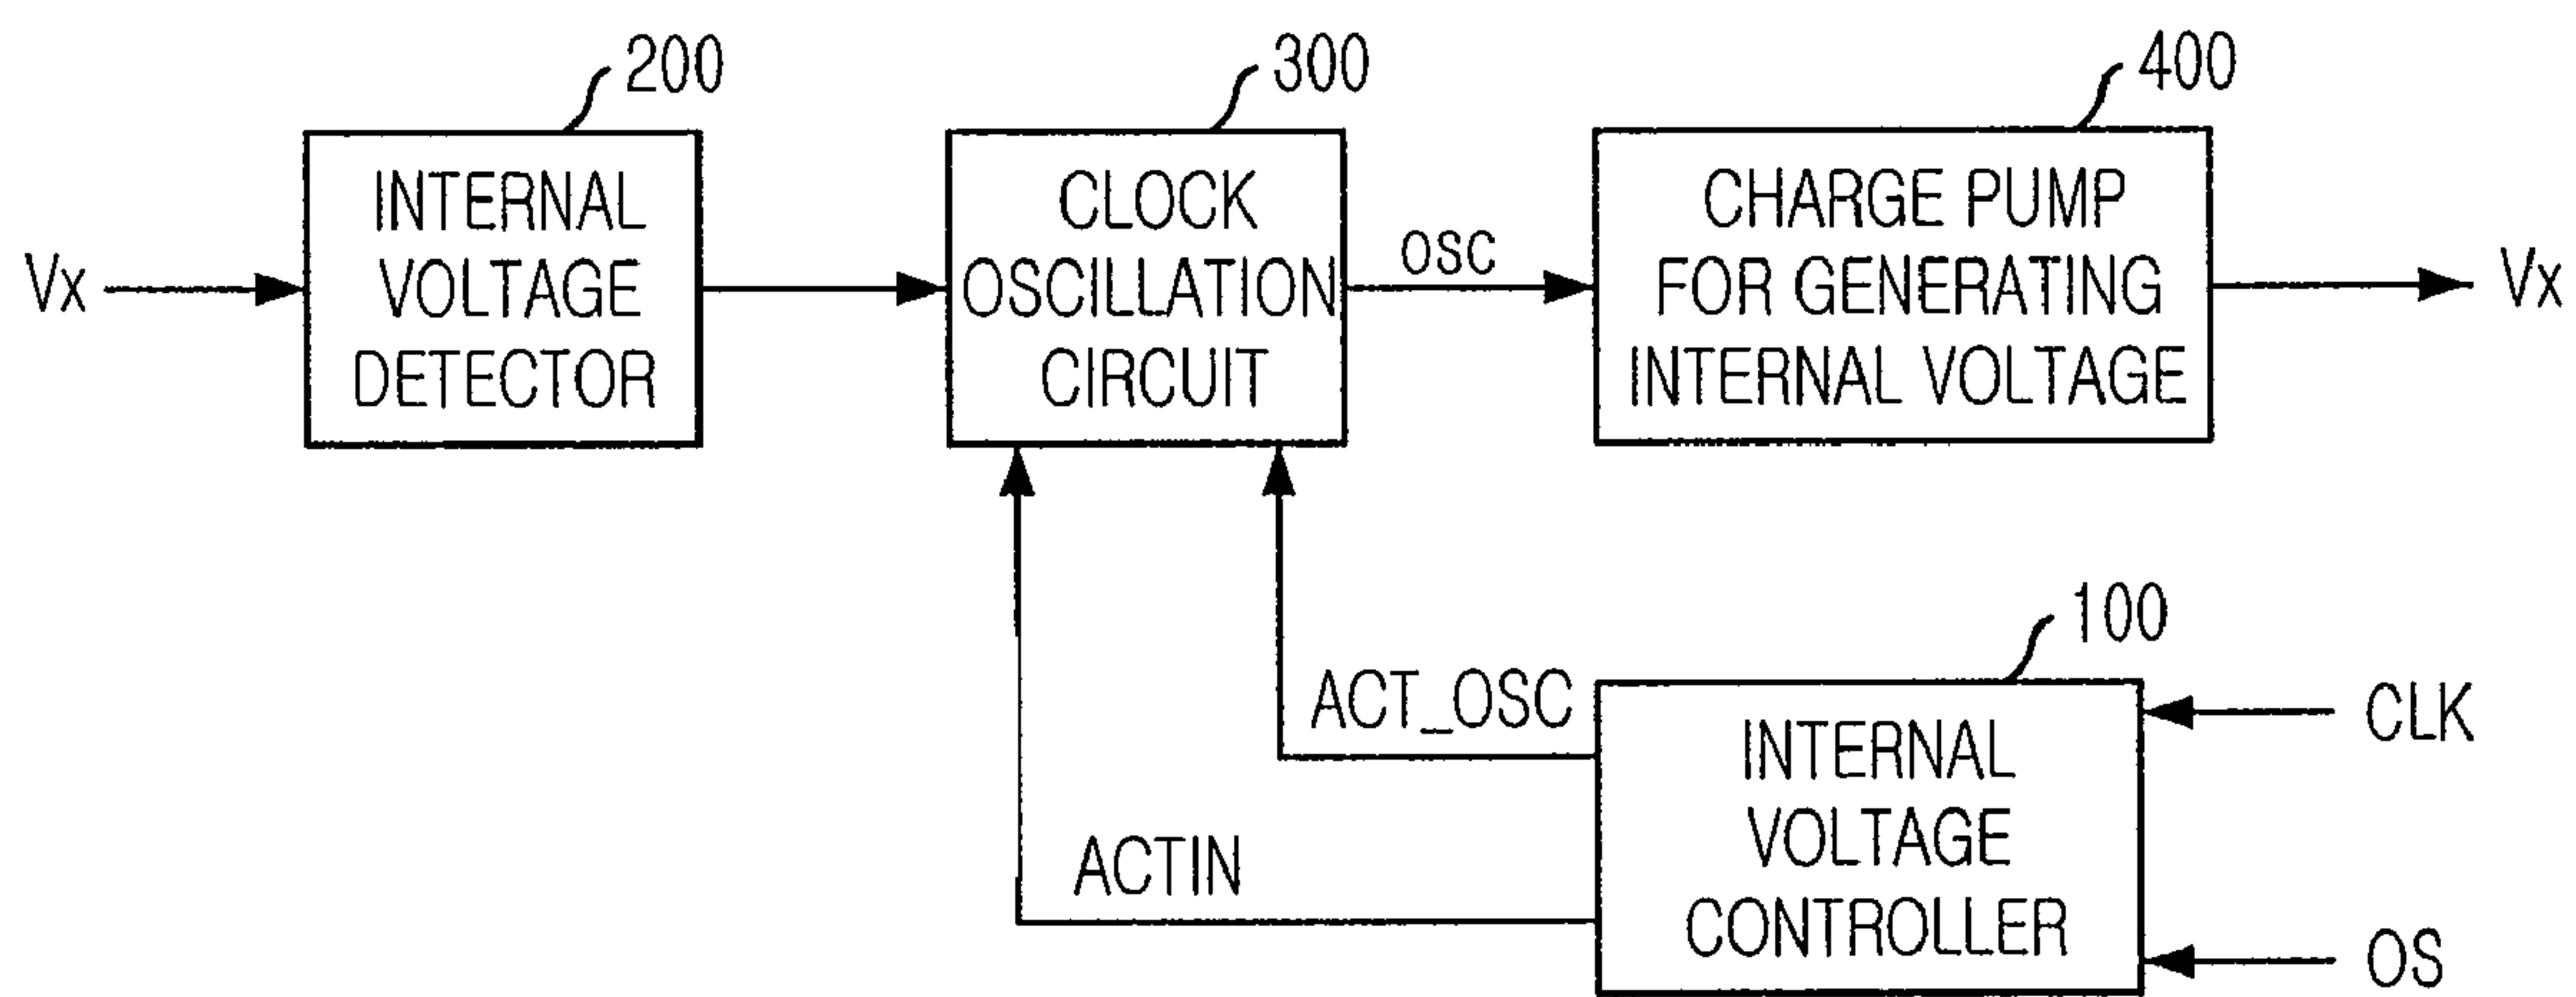 200
300
400
Vx
INTERNAL
VOLTAGE
DETECTOR
CLOCK
OSCILLATION
CIRCUIT
OSC
CHARGE PUMP
FOR GENERATING
INTERNAL VOLTAGE
Vx
100
ACT_OSC
ACTIN
INTERNAL
VOLTAGE
CONTROLLER
CLK
OS